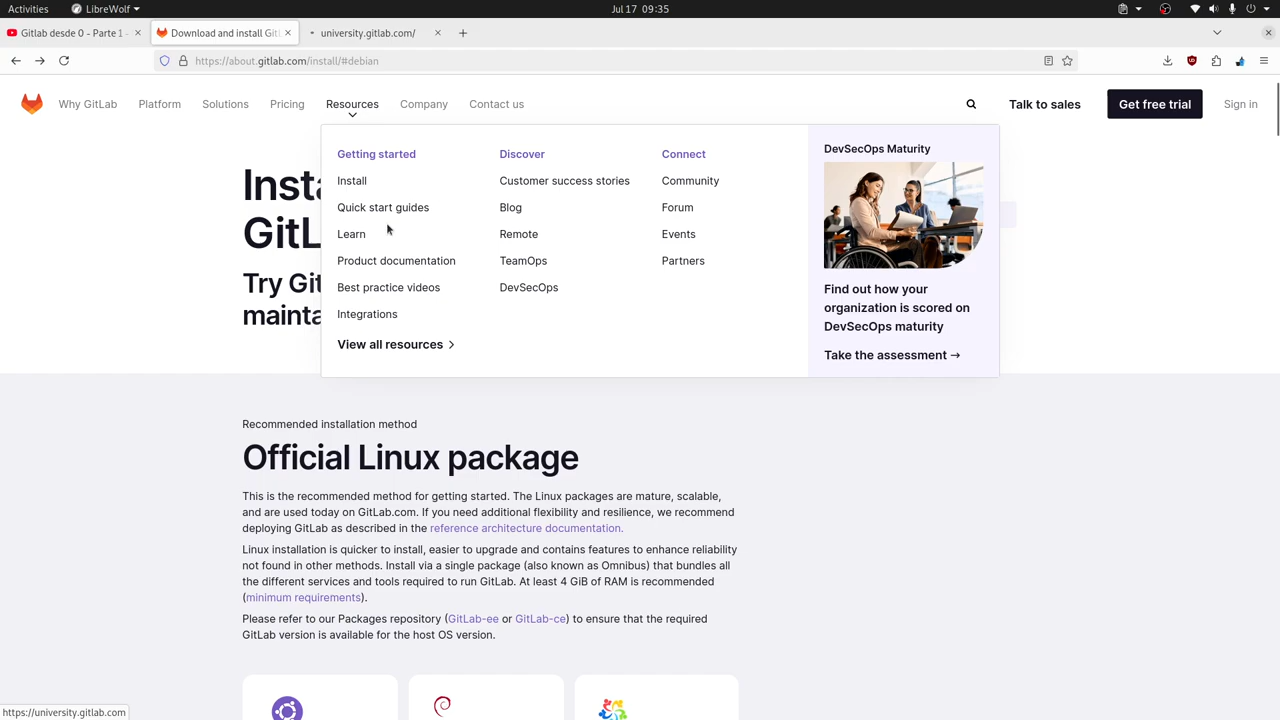 Activities
LibreWolf
Jul 17 09:35
Gitlab desde 0 - Parte 1 -
Download and install GitL
university.gitlab.com/
https://about.gitlab.com/install/#debian
Why GitLab
Platform
Solutions
Pricing
Resources
Company
Contact us
Talk to sales
Get free trial
Sign in
Getting started
Install
Quick start guides
Learn
Product documentation
Best practice videos
Integrations
View all resources
Discover
Customer success stories
Blog
Remote
TeamOps
DevSecOps
Connect
Community
Forum
Events
Partners
DevSecOps Maturity
Find out how your
organization is scored on
DevSecOps maturity
Take the assessment →
Insta
GitL
Try Git
mainta
Recommended installation method
Official Linux package
This is the recommended method for getting started. The Linux packages are mature, scalable,
and are used today on GitLab.com. If you need additional flexibility and resilience, we recommend
deploying GitLab as described in the reference architecture documentation.
Linux installation is quicker to install, easier to upgrade and contains features to enhance reliability
not found in other methods. Install via a single package (also known as Omnibus) that bundles all
the different services and tools required to run GitLab. At least 4 GiB of RAM is recommended
(minimum requirements).
Please refer to our Packages repository (GitLab-ee or GitLab-ce) to ensure that the required
GitLab version is available for the host OS version.
https://university.gitlab.com